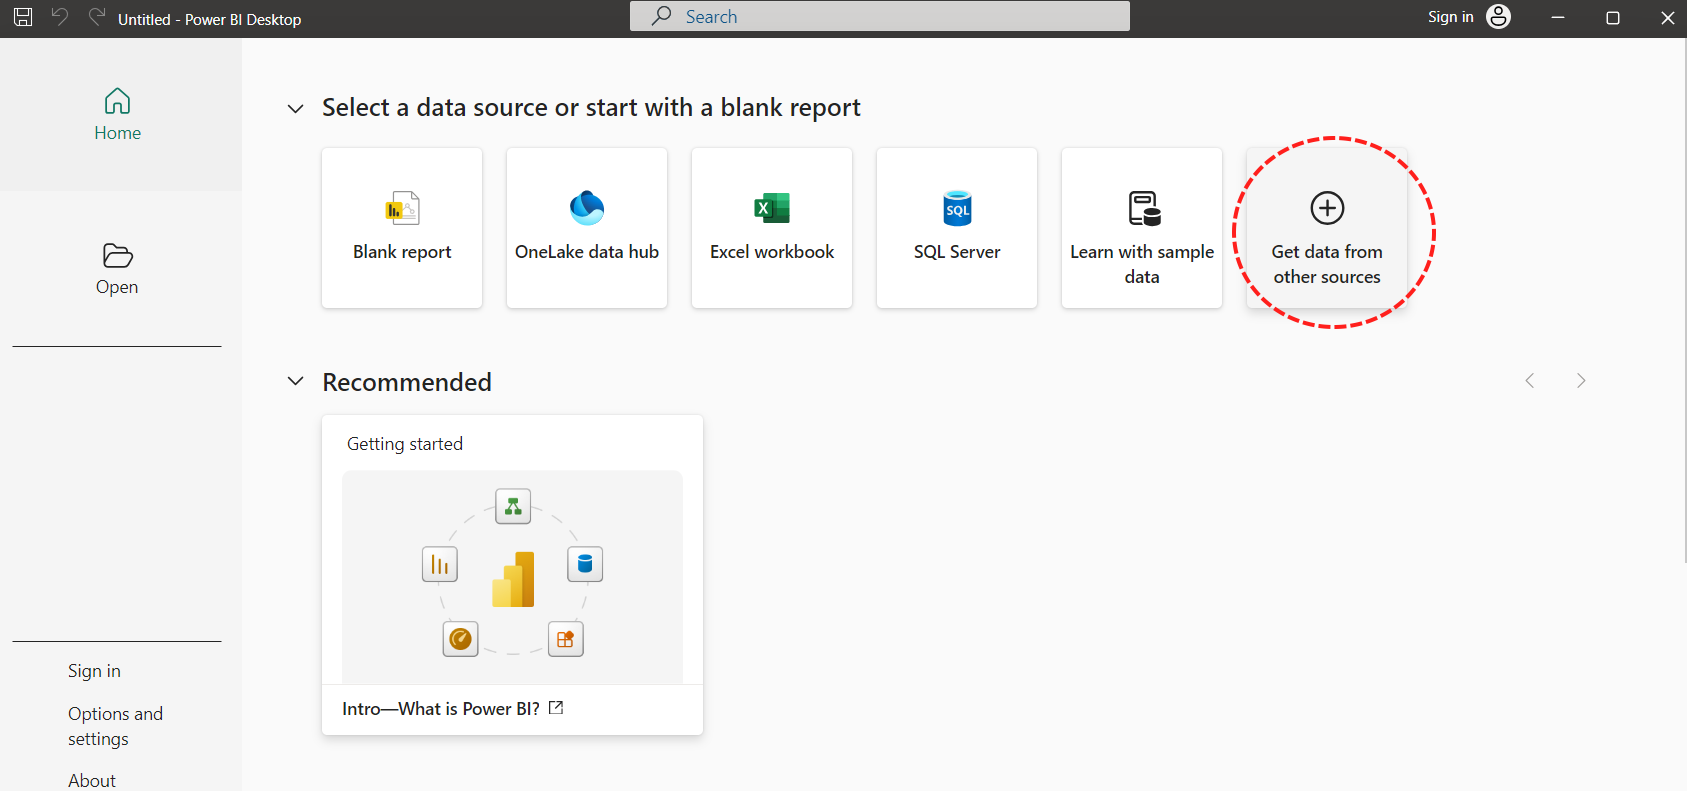 Untitled - Power BI Desktop
Search
Sign in
Home
Open
Select a data source or start with a blank report
Blank report
OneLake data hub
Excel workbook
SQL
SQL Server
Learn with sample
data
Get data from
other sources
Recommended
Getting started
Intro—What is Power BI?
Sign in
Options and
settings
About